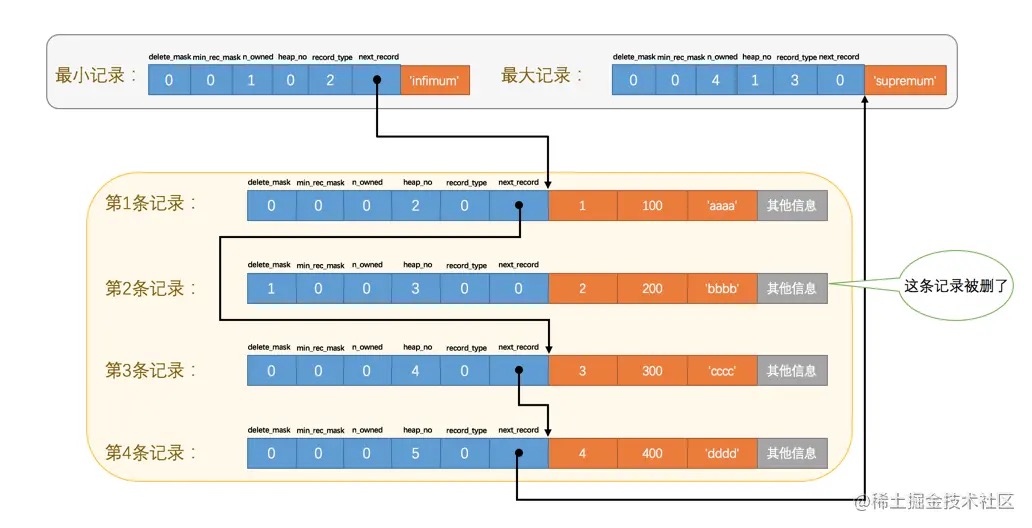 delete_mask min_rec_mask n_owned heap_no record_type next_record
最小记录： 0 0 1 0 2 'infimum'
delete_mask min_rec_mask n_owned heap_no record_type next_record
最大记录： 0 0 4 1 3 0 'supremum'
delete_mask min_rec_mask n_owned heap_no record_type next_record
第1条记录： 0 0 0 2 0 1 100 'aaaa' 其他信息
delete_mask min_rec_mask n_owned heap_no record_type next_record
第2条记录： 1 0 0 3 0 0 2 200 'bbbb' 其他信息
这条记录被删了
delete_mask min_rec_mask n_owned heap_no record_type next_record
第3条记录： 0 0 0 4 0 3 300 'cccc' 其他信息
delete_mask min_rec_mask n_owned heap_no record_type next_record
第4条记录： 0 0 0 5 0 4 400 'dddd' 其他信息
@稀土掘金技术社区